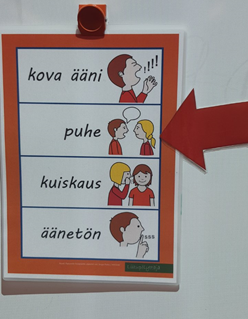 kova ääni
!!!
puhe
kuiskaus
äänetön